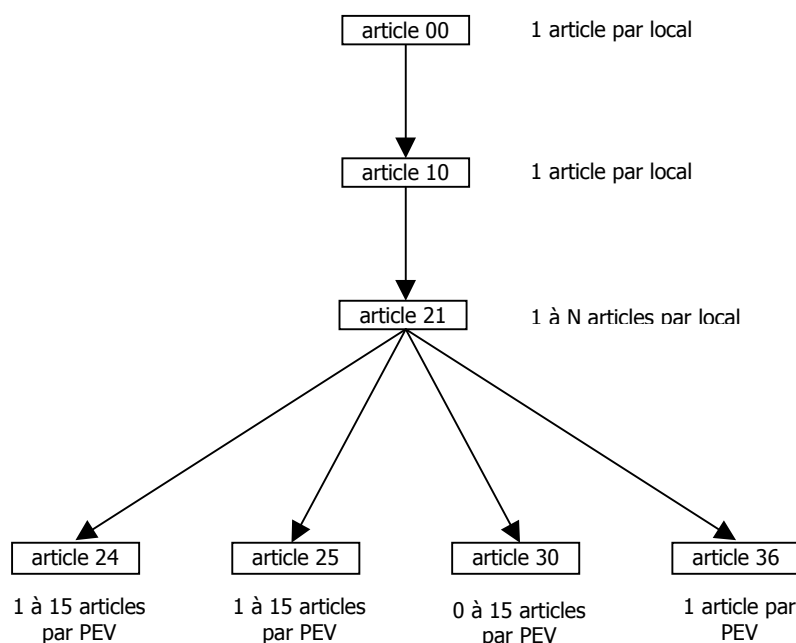 article 00
1 article par local
article 10
1 article par local
article 21
1 à N articles par local
article 24
article 25
article 30
article 36
1 à 15 articles
par PEV
1 à 15 articles
par PEV
0 à 15 articles
par PEV
1 article par
PEV